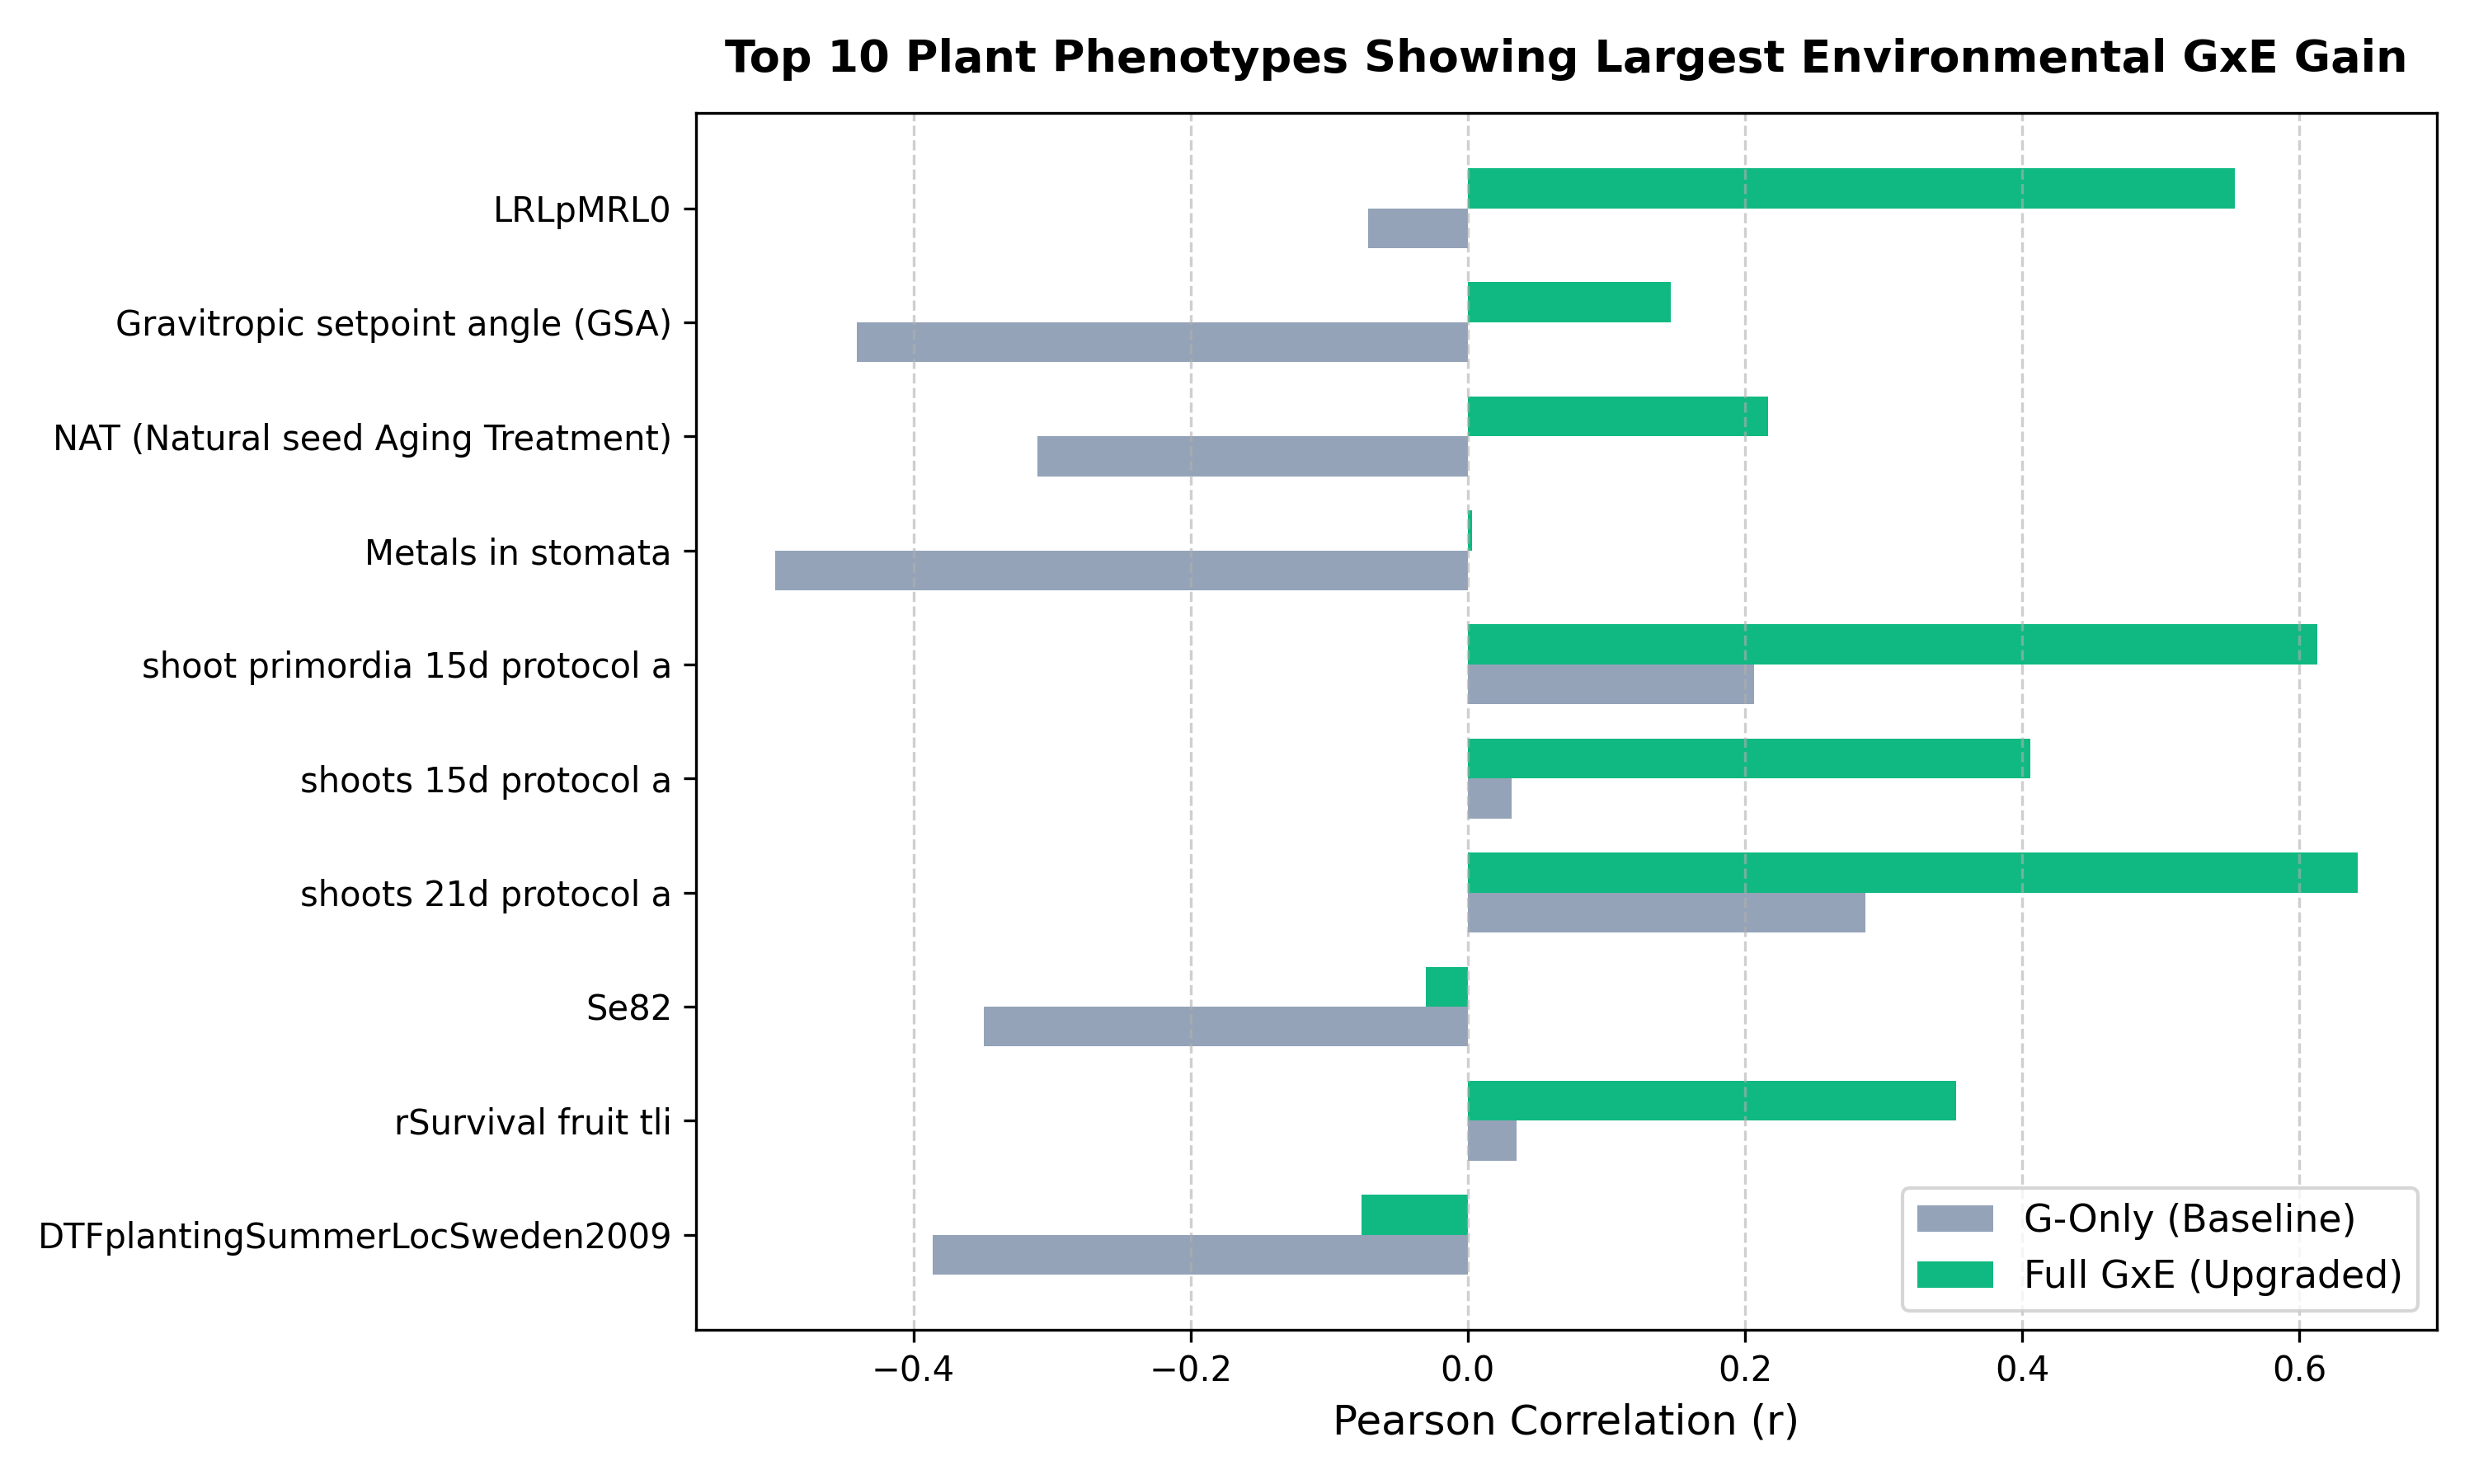 Top 10 Plant Phenotypes Showing Largest Environmental GxE Gain
LRLpMRL0
Gravitropic setpoint angle (GSA)
NAT (Natural seed Aging Treatment)
Metals in stomata
shoot primordia 15d protocol a
shoots 15d protocol a
shoots 21d protocol a
Se82
rSurvival fruit tli
DTFplantingSummerLocSweden2009
G-Only (Baseline)
Full GxE (Upgraded)
−0.4 −0.2 0.0 0.2 0.4 0.6
Pearson Correlation (r)